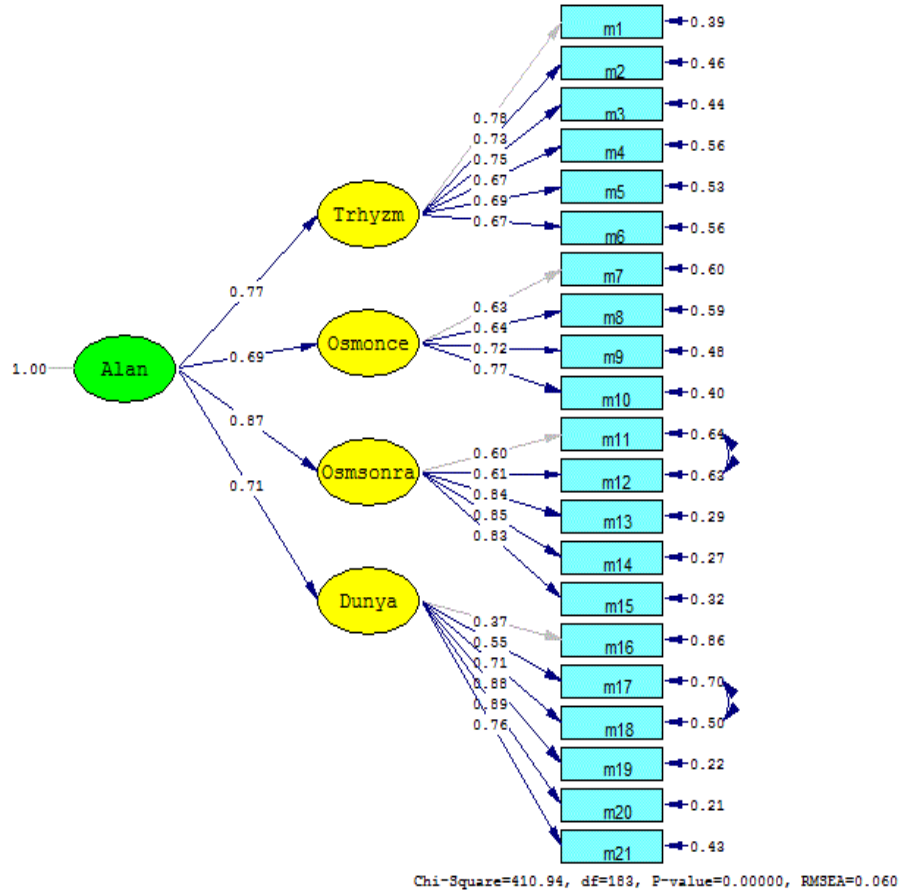 m1 0.39
m2 0.46
0.78 m3 0.44
0.73
0.75 m4 0.56
0.67
0.69 m5 0.53
0.67
Trhyzm m6 0.56
m7 0.60
0.77
0.63 m8 0.59
0.64
Osmonce 0.72 m9 0.48
0.69
1.00 Alan 0.77
m10 0.40
0.87 m11 0.64
0.60
Osmsonra 0.61 m12 0.63
0.71 0.84
0.85 m13 0.29
0.83
m14 0.27
Dunya m15 0.32
0.37 m16 0.86
0.55
0.71 m17 0.70
0.88
0.89 m18 0.50
0.76
m19 0.22
m20 0.21
m21 0.43
Chi-Square=410.94, df=183, P-value=0.00000, RMSEA=0.060